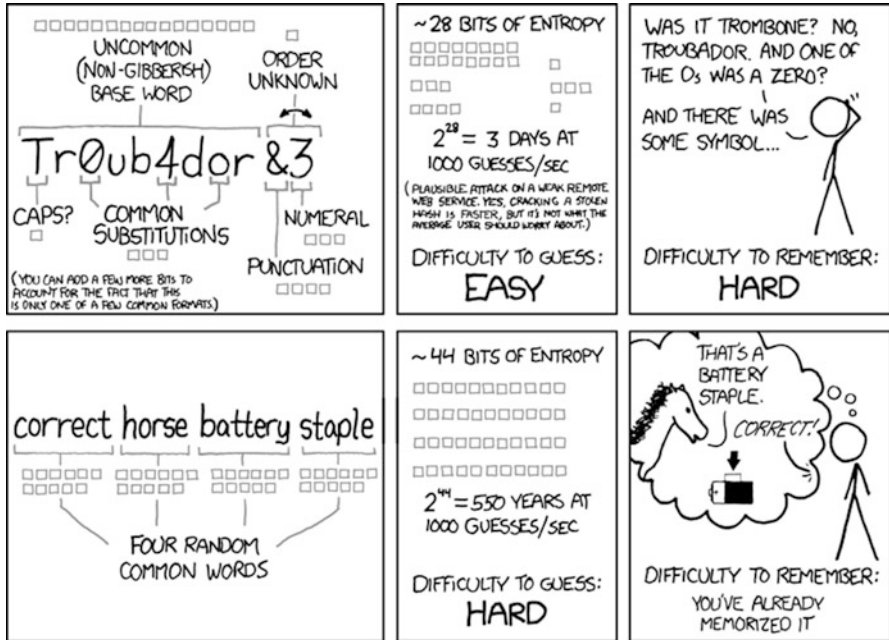 UNCOMMON
(NON-GIBBERISH)
BASE WORD
ORDER
UNKNOWN
Tr0ub4dor &3
CAPS?
COMMON
SUBSTITUTIONS
NUMERAL
PUNCTUATION
(YOU CAN ADD A FEW MORE BITS TO
ACCOUNT FOR THE FACT THAT THIS
IS ONLY ONE OF A FEW COMMON FORMATS.)
~28 BITS OF ENTROPY
2²⁸ = 3 DAYS AT
1000 GUESSES/SEC
(PLAUSIBLE ATTACK ON A WEAK REMOTE
WEB SERVICE. YES, CRACKING A STOLEN
HASH IS FASTER, BUT IT'S NOT WHAT THE
AVERAGE USER SHOULD WORRY ABOUT.)
DIFFICULTY TO GUESS:
EASY
WAS IT TROMBONE? NO,
TROUBADOR. AND ONE OF
THE Os WAS A ZERO?
AND THERE WAS
SOME SYMBOL...
DIFFICULTY TO REMEMBER:
HARD
correct horse battery staple
FOUR RANDOM
COMMON WORDS
~44 BITS OF ENTROPY
2⁴⁴ = 550 YEARS AT
1000 GUESSES/SEC
DIFFICULTY TO GUESS:
HARD
THAT'S A
BATTERY
STAPLE.
CORRECT!
DIFFICULTY TO REMEMBER:
YOU'VE ALREADY
MEMORIZED IT